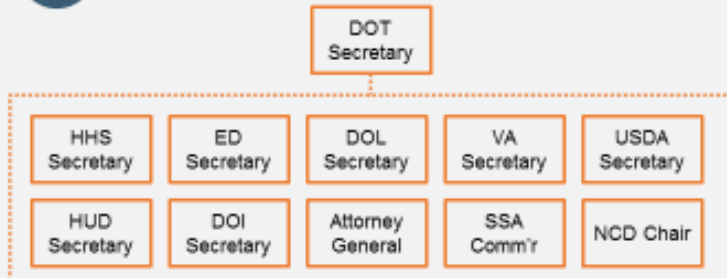 DOT
Secretary
HHS
Secretary
ED
Secretary
DOL
Secretary
VA
Secretary
USDA
Secretary
HUD
Secretary
DOI
Secretary
Attorney
General
SSA
Comm'r
NCD Chair